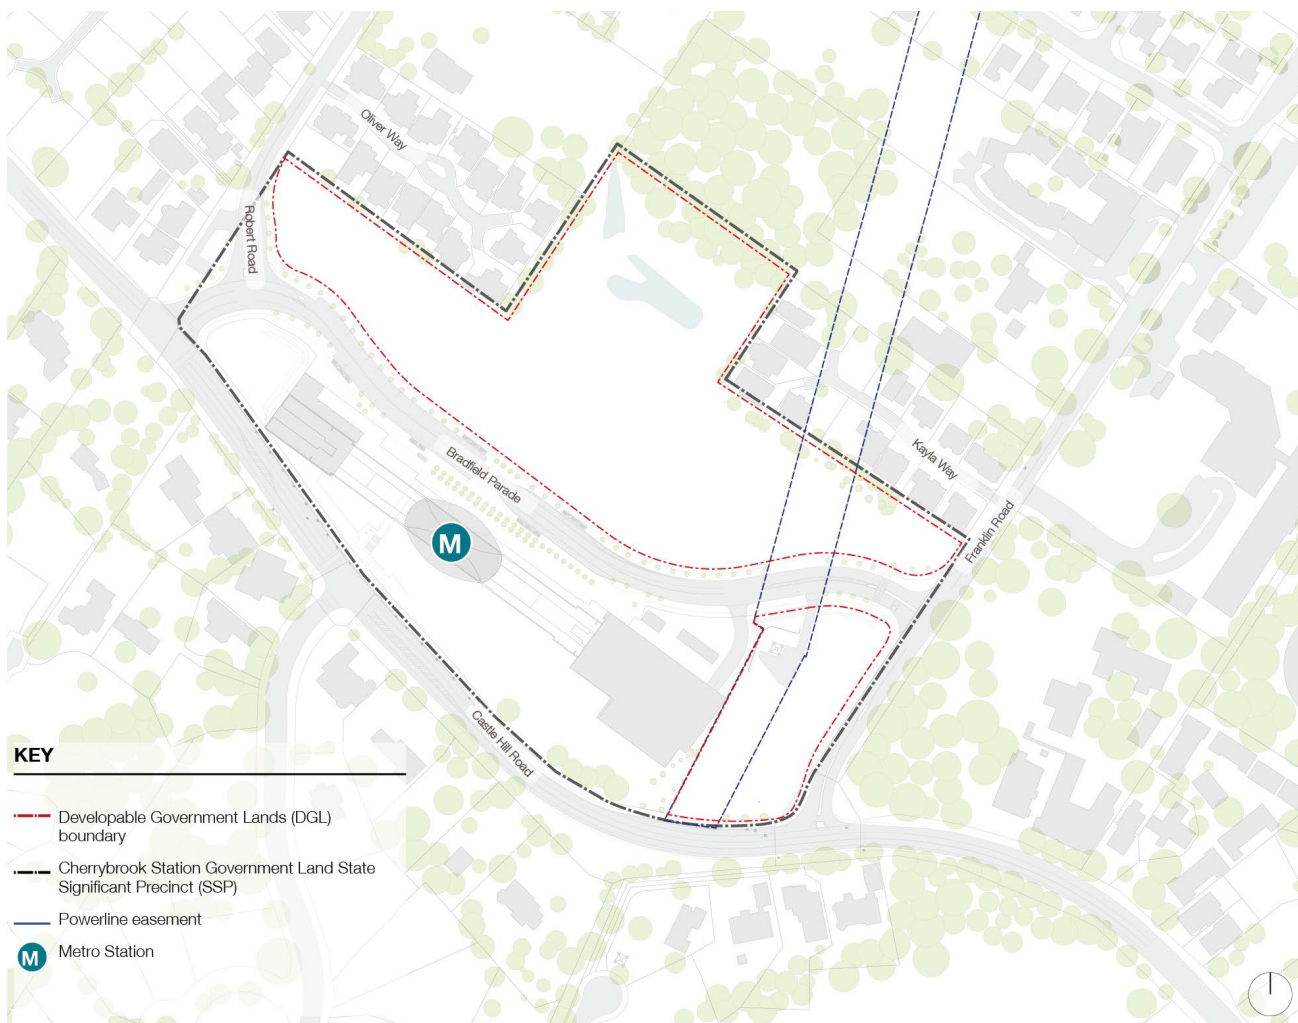 Oliver Way
Robert Road
Bradfield Parade
Kayla Way
Franklin Road
M
Castle Hill Road
KEY
Developable Government Lands (DGL)
boundary
Cherrybrook Station Government Land State
Significant Precinct (SSP)
Powerline easement
M
Metro Station